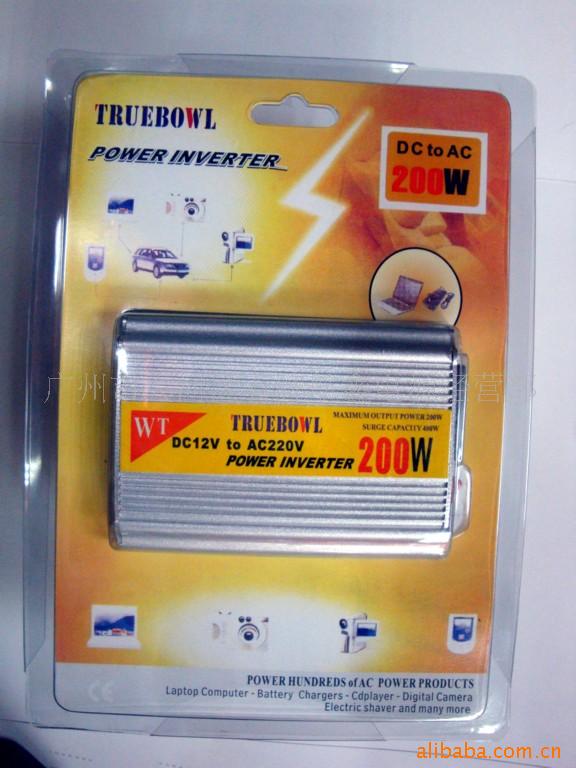 TRUEBOWL
POWER INVERTER
DC to AC
200W
广州
WT
TRUEBOWL
DC12V to AC220V
POWER INVERTER
MAXIMUM OUTPUT POWER 200W
SURGE CAPACITY 400W
200W
CE
POWER HUNDREDS of AC POWER PRODUCTS
Laptop Computer - Battery Chargers - Cdplayer - Digital Camera
Electric shaver and many more
alibaba.com.cn